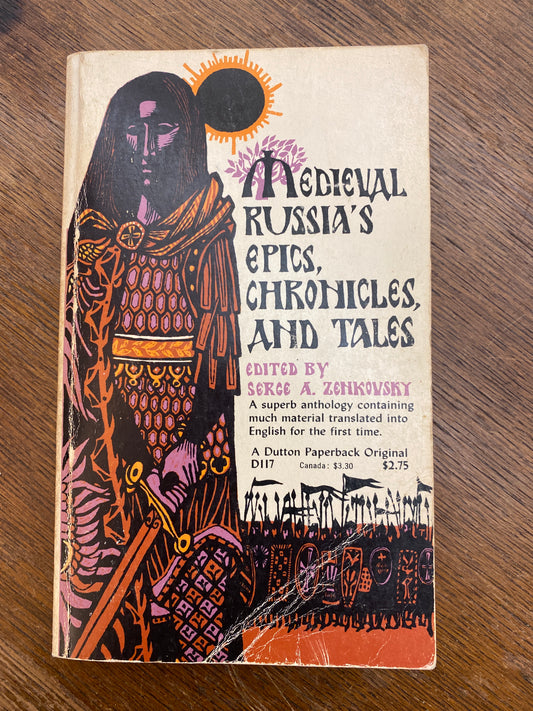 MEDIEVAL
RUSSIA'S
EPICS,
CHRONICLES,
AND TALES
EDITED BY
SERGE A. ZENKOVSKY
A superb anthology containing
much material translated into
English for the first time.
A Dutton Paperback Original
D117 Canada: $3.30 $2.75